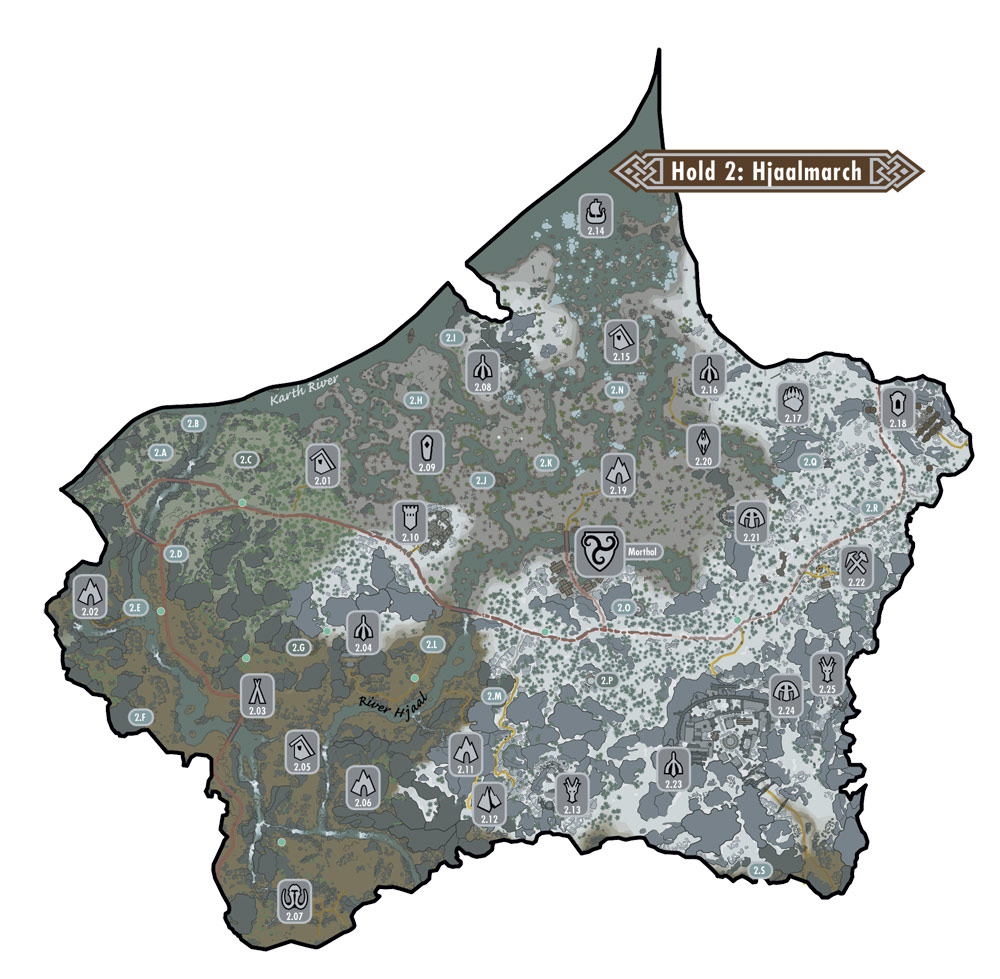 Hold 2: Hjaalmarch
2.14
2.I
2.15
2.08
2.16
Karth River
2.H
2.N
2.17
2.18
2.B
2.A
2.C
2.01
2.09
2.J
2.K
2.19
2.20
2.Q
2.R
2.10
2.21
2.D
Morthal
2.22
2.02
2.E
2.O
2.04
2.G
2.L
2.P
2.25
2.03
2.F
River Hjaal
2.M
2.24
2.05
2.11
2.23
2.06
2.12
2.13
2.S
2.07